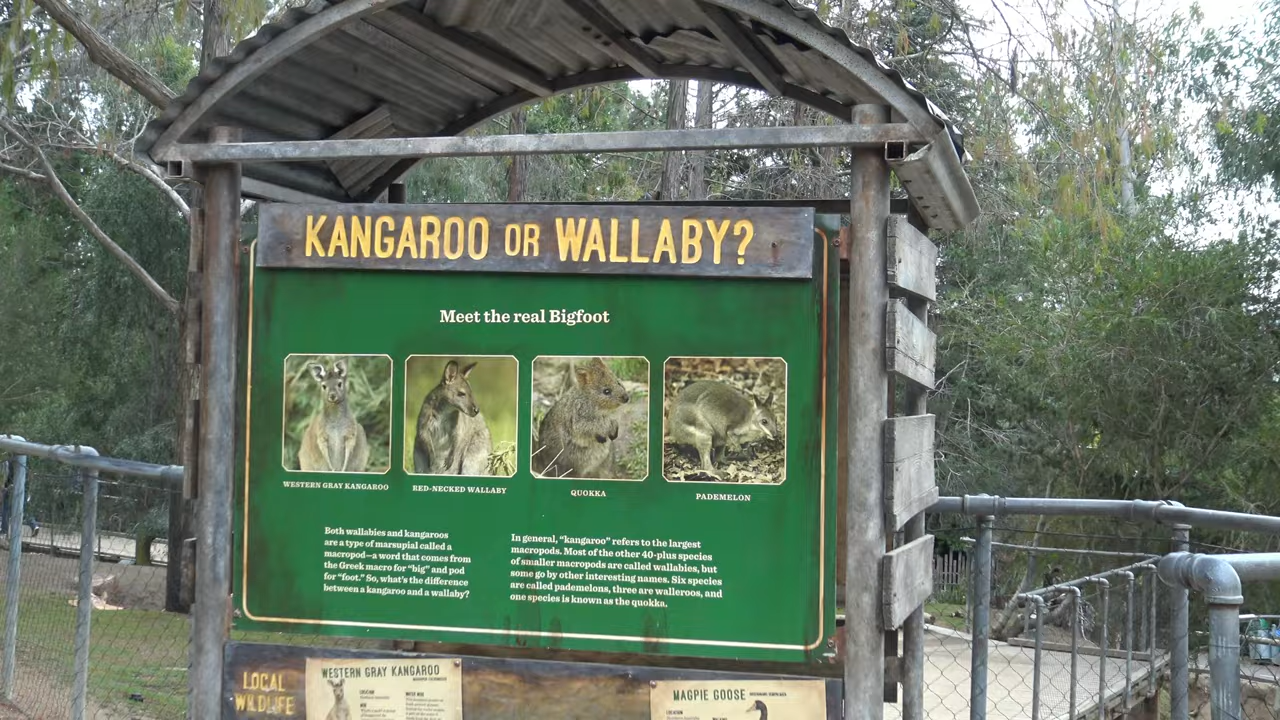 KANGAROO OR WALLABY?
Meet the real Bigfoot
WESTERN GRAY KANGAROO
RED-NECKED WALLABY
QUOKKA
PADEMELON
Both wallabies and kangaroos
are a type of marsupial called a
macropod—a word that comes from
the Greek macro for "big" and pod
for "foot." So, what's the difference
between a kangaroo and a wallaby?
In general, "kangaroo" refers to the largest
macropods. Most of the other 40-plus species
of smaller macropods are called wallabies, but
some go by other interesting names. Six species
are called pademelons, three are walleroos, and
one species is known as the quokka.
LOCAL
WILDLIFE
WESTERN GRAY KANGAROO
MAGPIE GOOSE
LOCATION